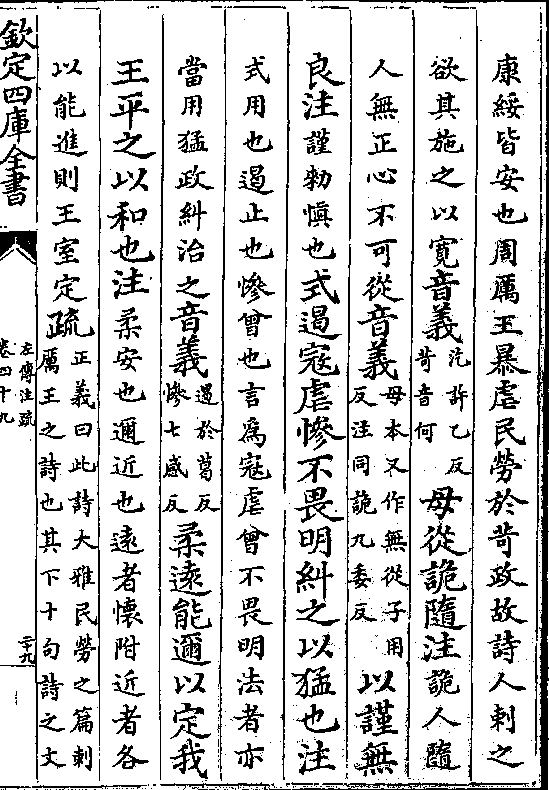 康綏皆安也周厲王暴虐民勞於苛政故詩人刺之
欲其施之以寬音義汔許乙反苛音何毋從詭隨注詭人隨
人無正心不可從音義毋本又作無從子用反注同詭九委反以謹無
良注謹勑慎也式遏寇虐慘不畏明糾之以猛也注
式用也遏止也慘曾也言為寇虐曾不畏明法者亦
當用猛政糾治之音義遏於葛反慘七感反柔遠能邇以定我
王平之以和也注柔安也邇近也遠者懷附近者各
以能進則王室定疏正義曰此詩大雅民勞之篇刺厲王之詩也其下十句詩之文
欽定四庫全書
左傳注疏
卷四十九
二十九